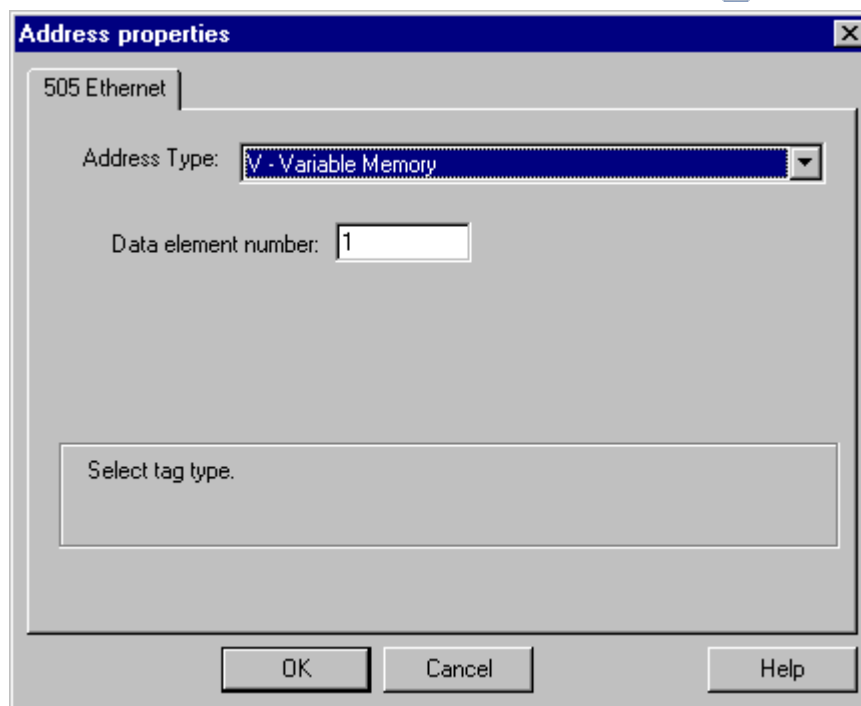 Address properties
505 Ethernet
Address Type: V - Variable Memory
Data element number: 1
Select tag type.
OK Cancel Help